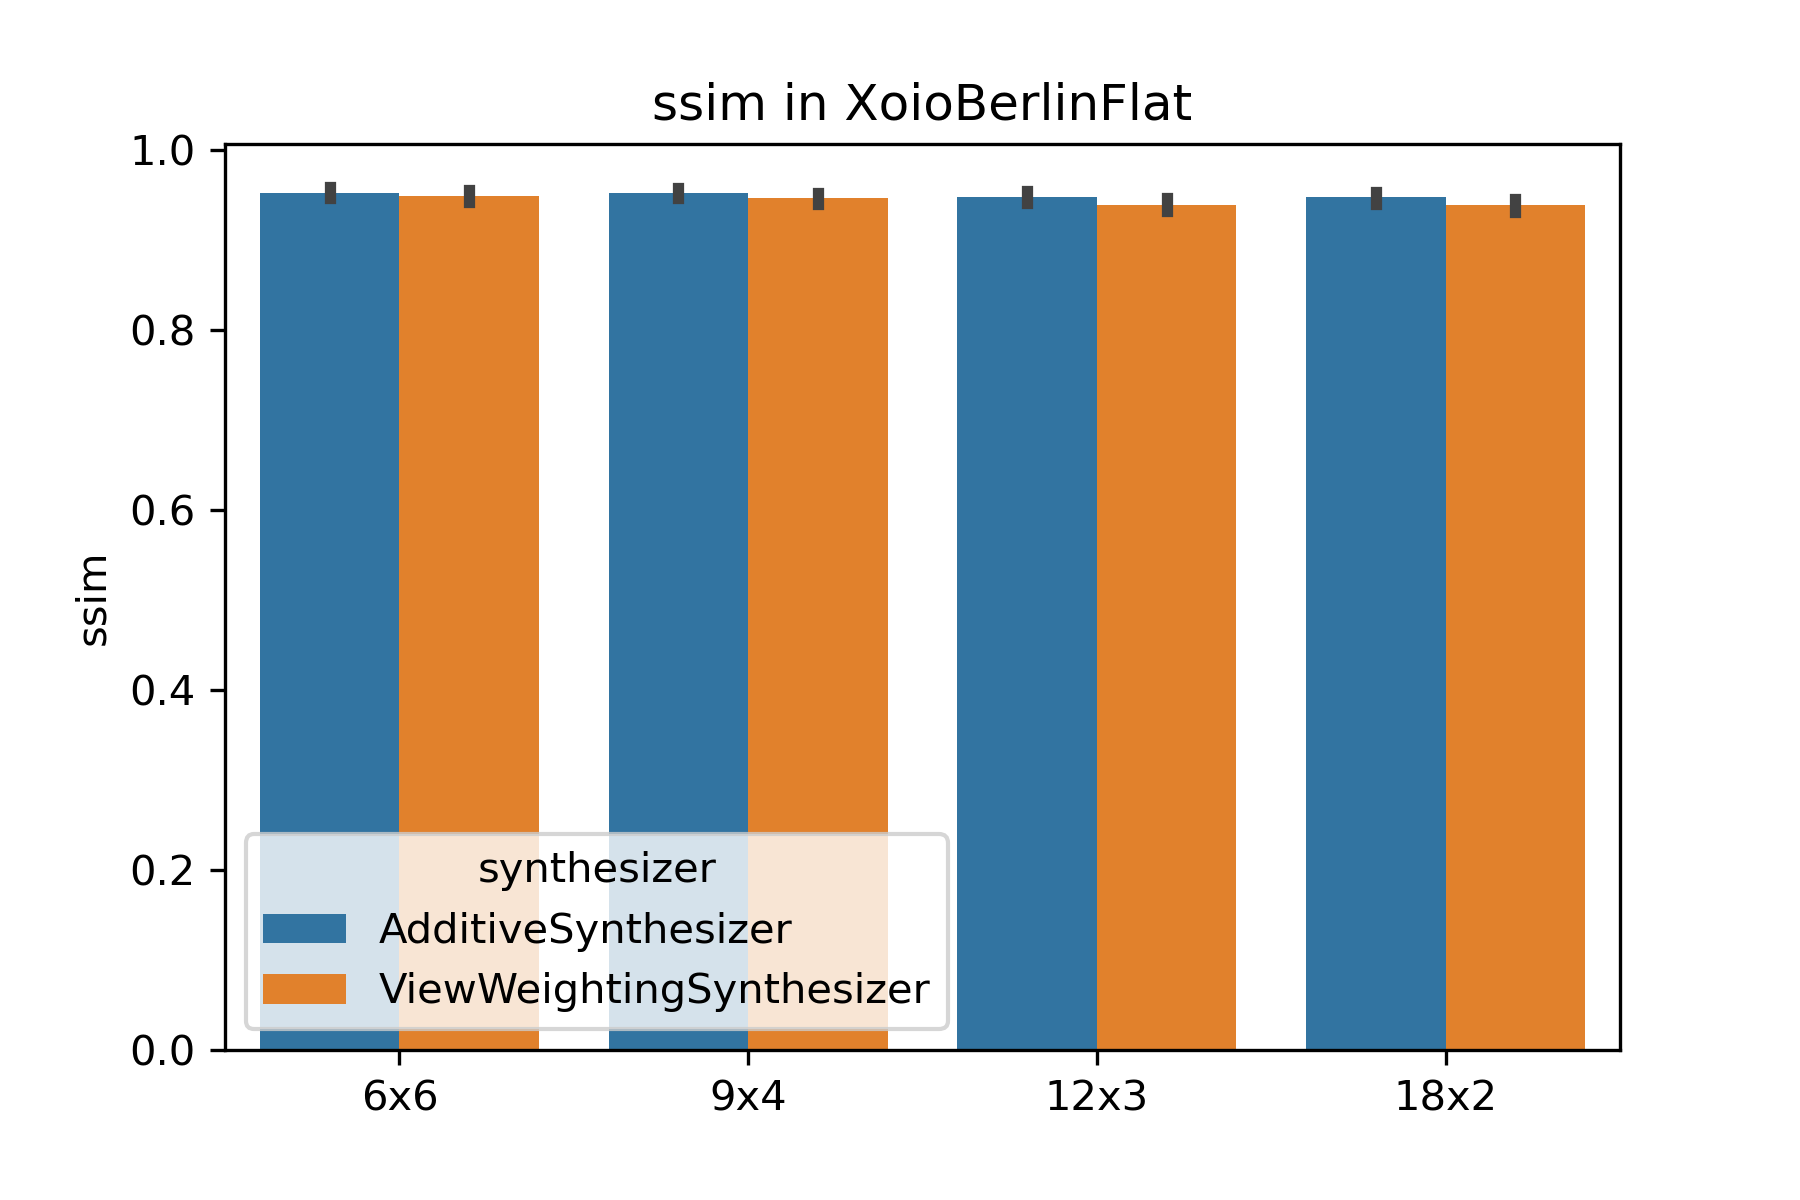 ssim in XoioBerlinFlat
1.0
0.8
0.6
0.4
0.2
0.0
ssim
synthesizer
AdditiveSynthesizer
ViewWeightingSynthesizer
6x6 9x4 12x3 18x2